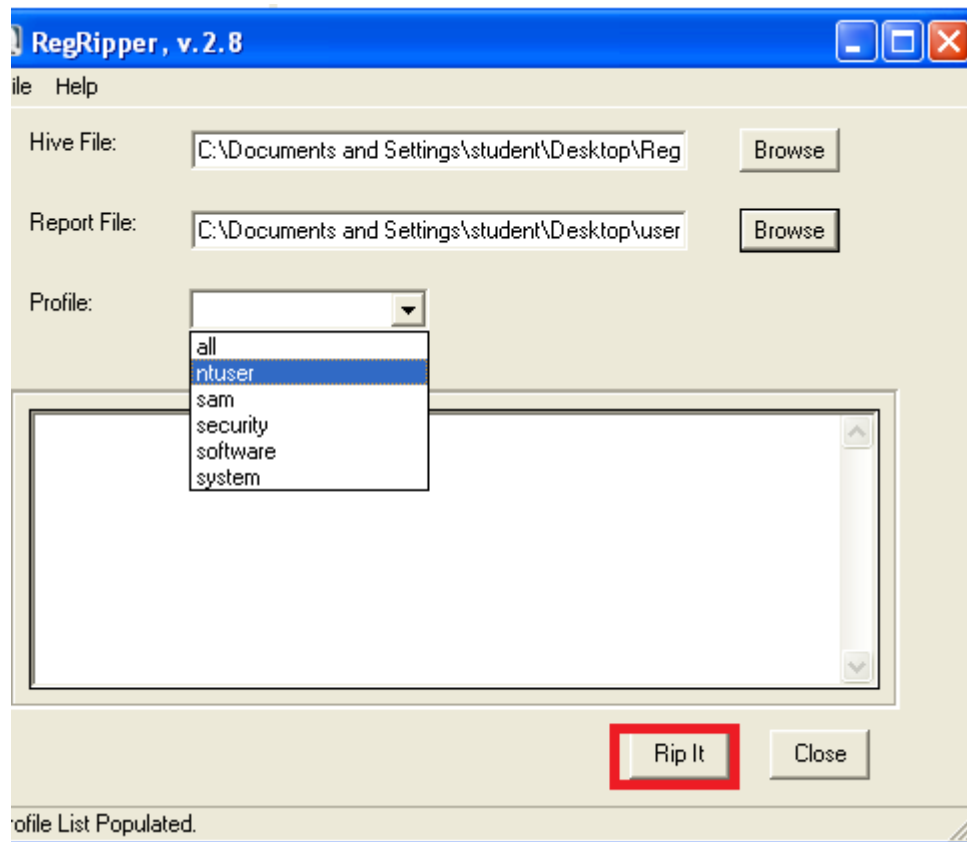 RegRipper, v.2.8
ile Help
Hive File: C:\Documents and Settings\student\Desktop\Reg Browse
Report File: C:\Documents and Settings\student\Desktop\user Browse
Profile:
all
ntuser
sam
security
software
system
Rip It Close
rofile List Populated.